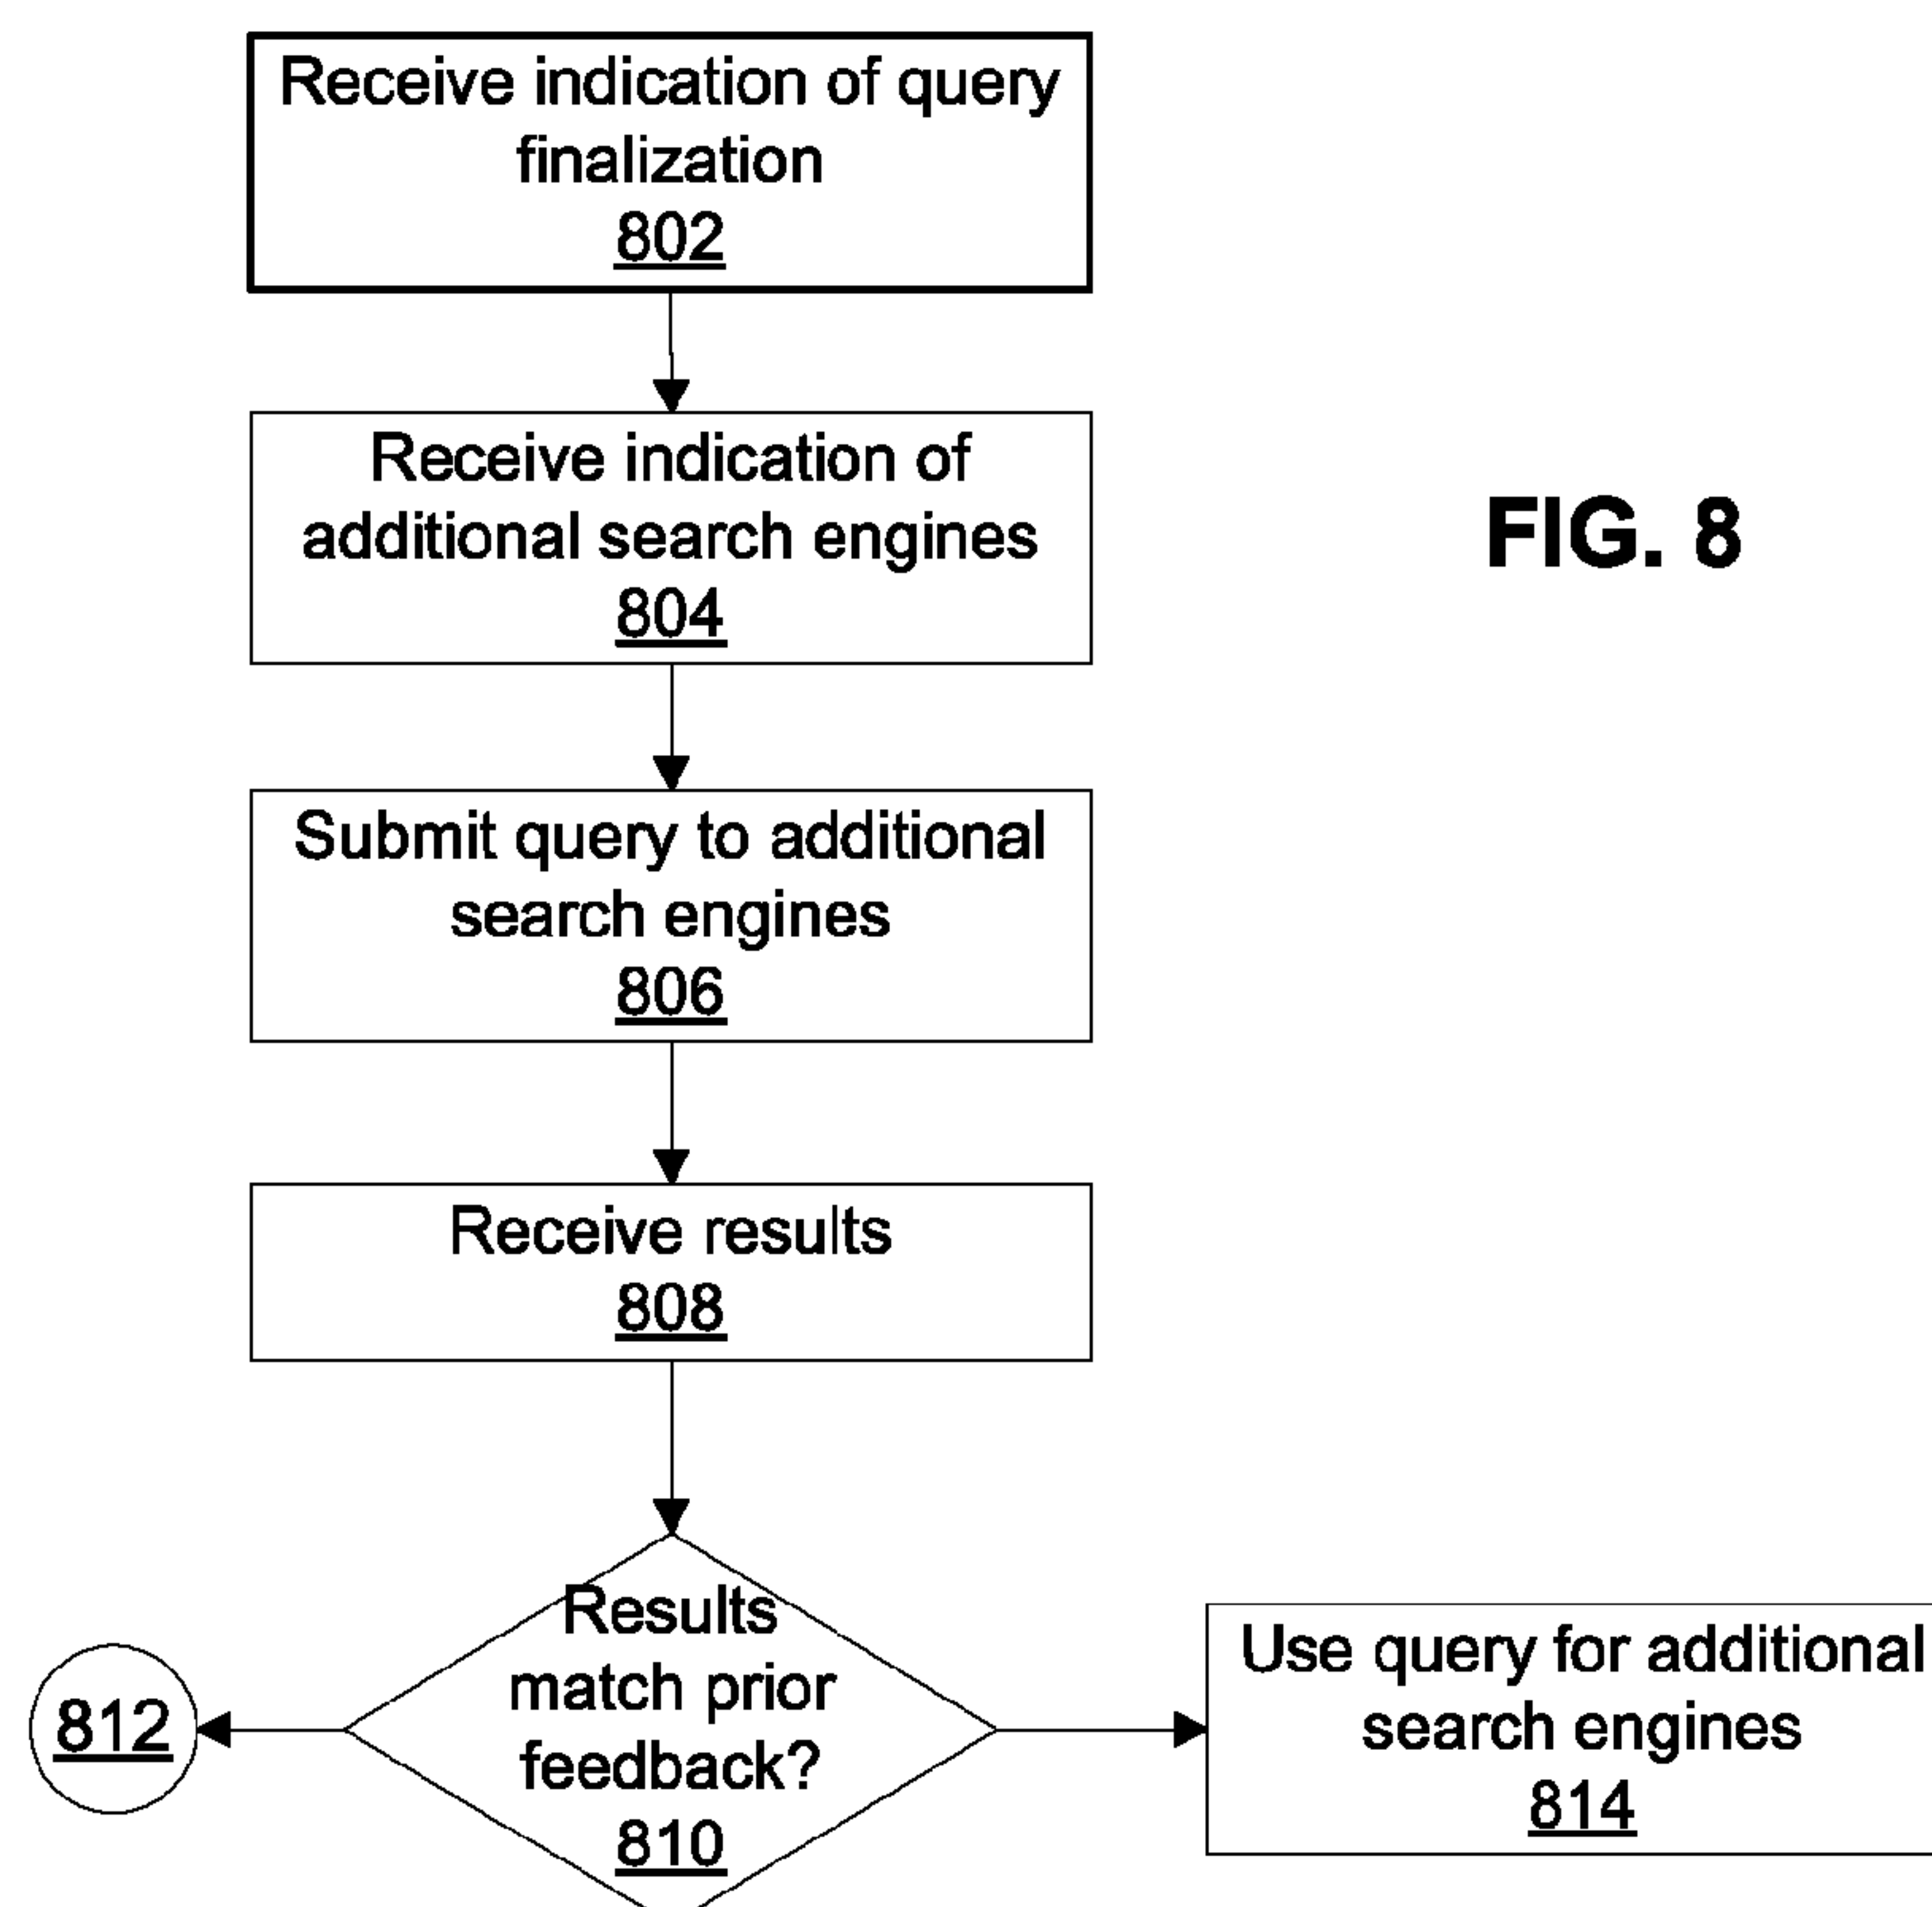 Receive indication of query
finalization
802
Receive indication of
additional search engines
804
FIG. 8
Submit query to additional
search engines
806
Receive results
808
Results
match prior
feedback?
810
812
Use query for additional
search engines
814